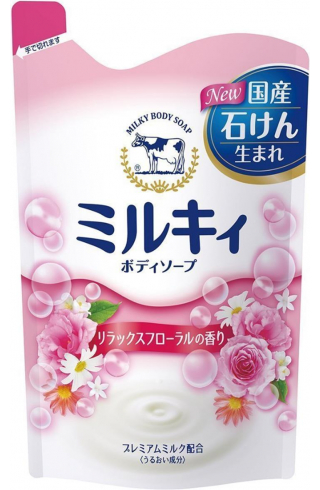 手で切れます
New 国産
石けん
生まれ
MILKY BODY SOAP
®
ミルキィ
ボディソープ
リラックスフローラルの香り
プレミアムミルク配合
(うるおい成分)